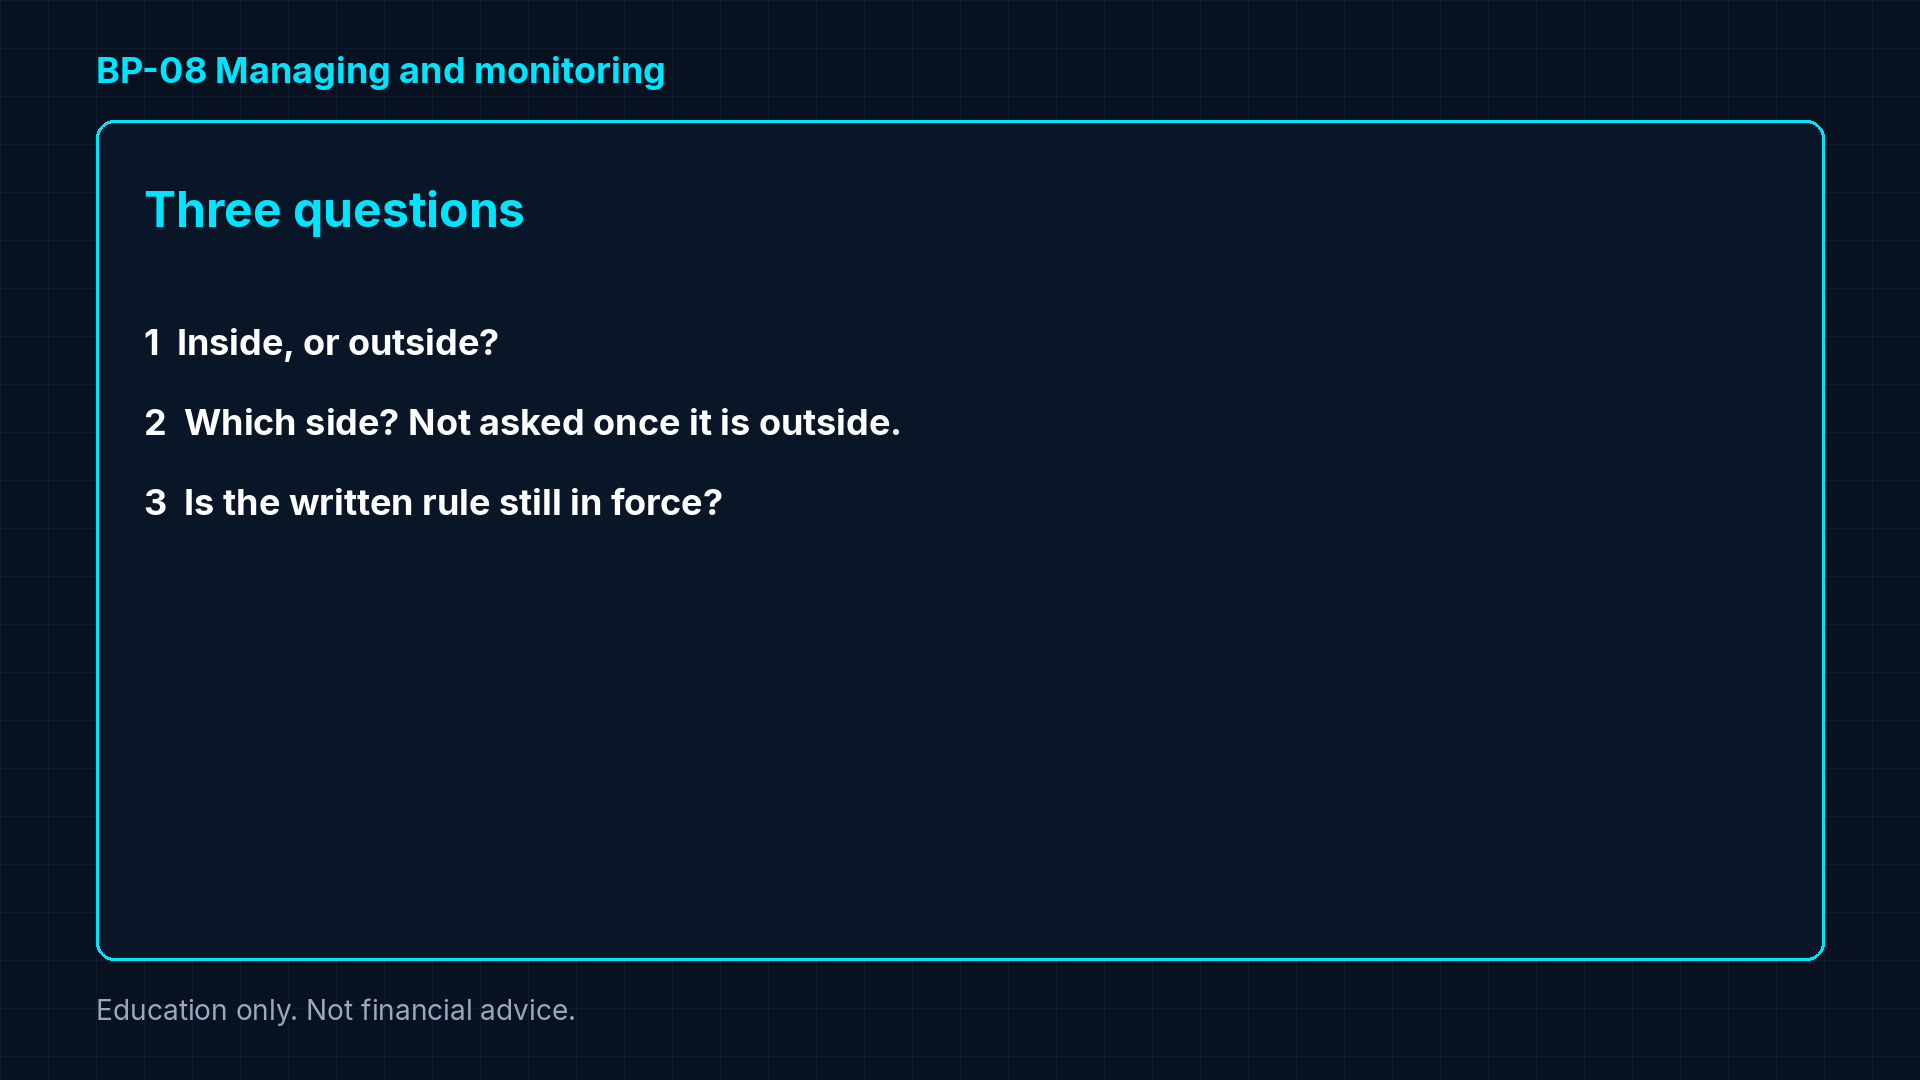 BP-08 Managing and monitoring
Three questions
1 Inside, or outside?
2 Which side? Not asked once it is outside.
3 Is the written rule still in force?
Education only. Not financial advice.